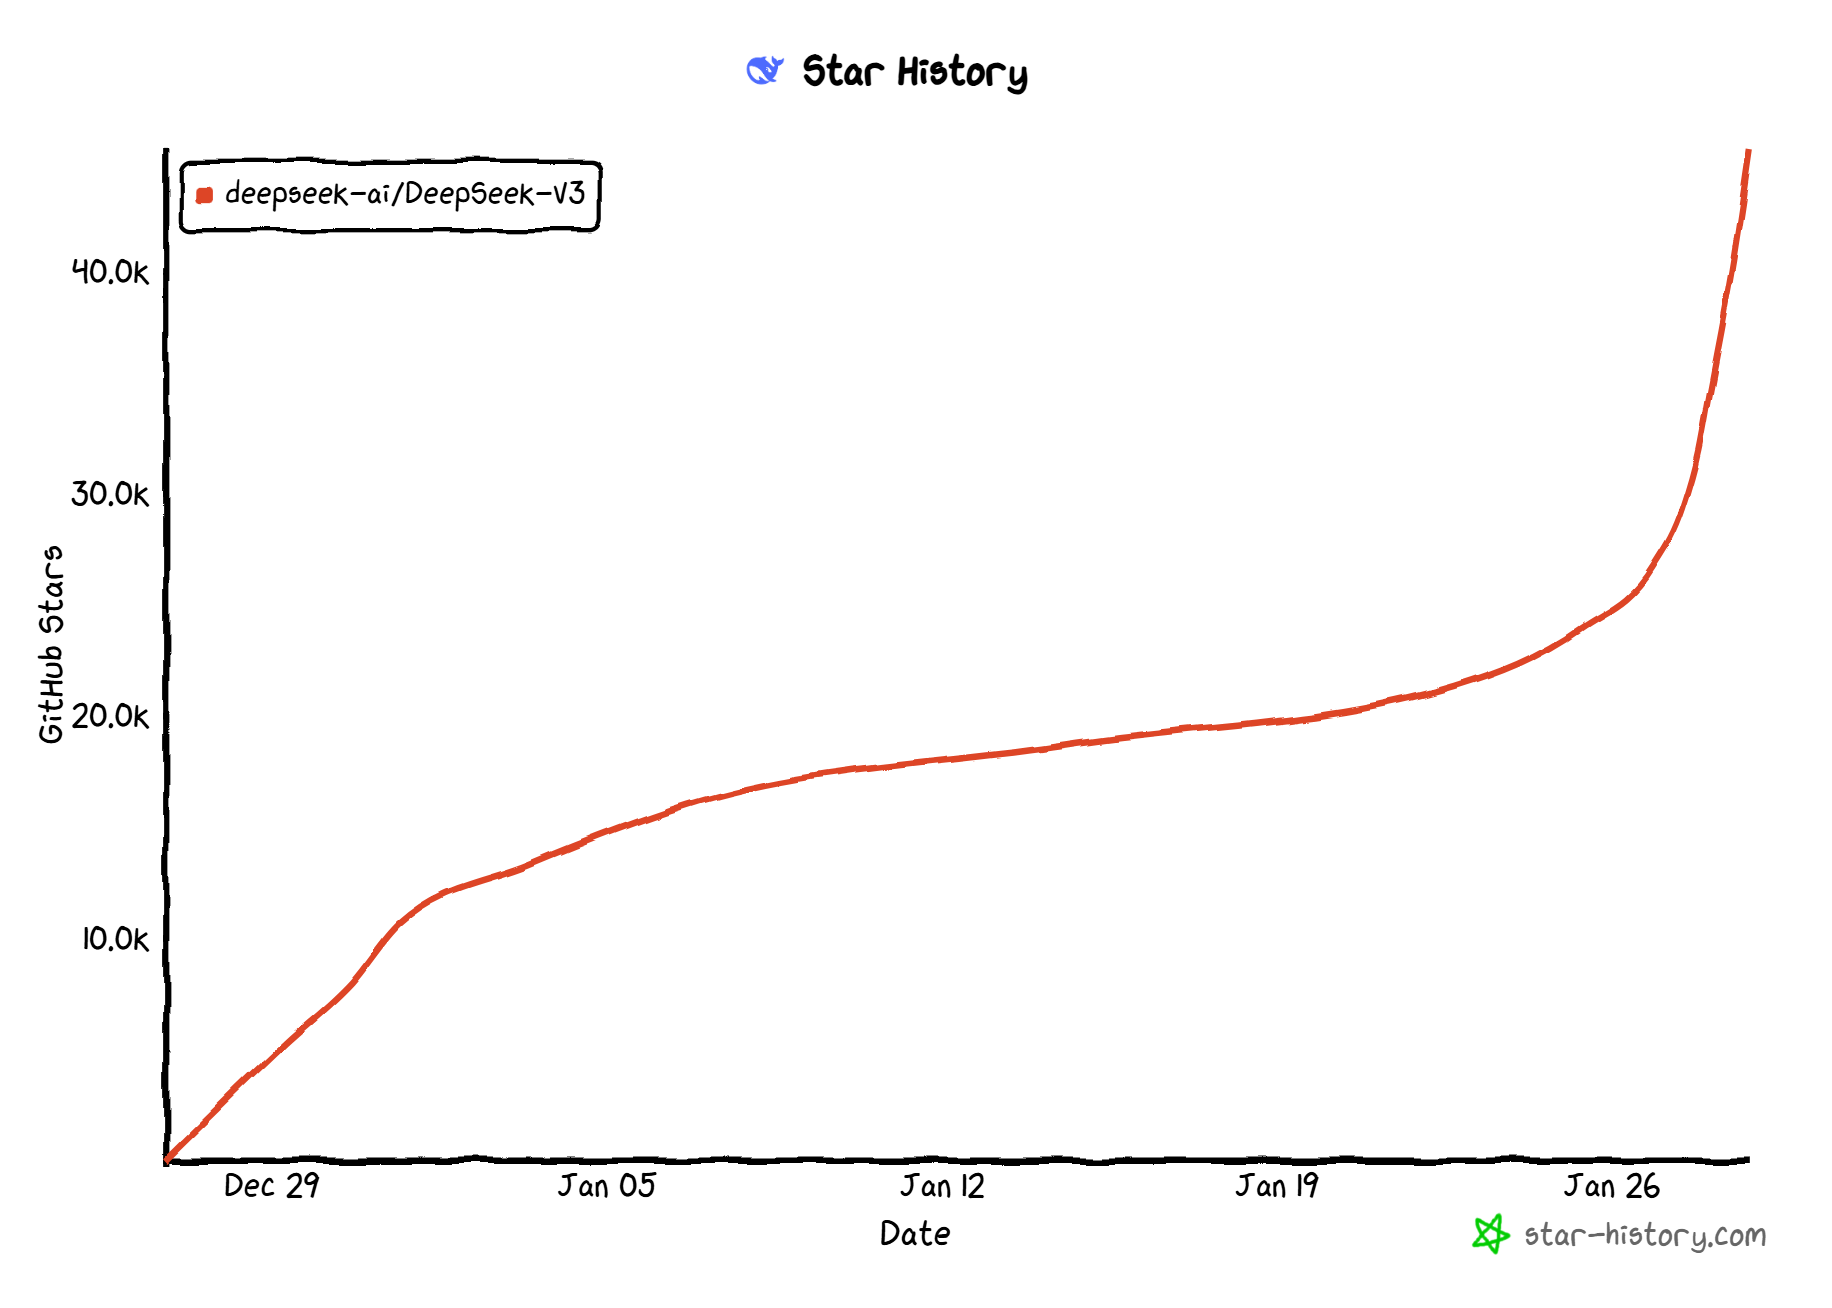 Star History
deepseek-ai/DeepSeek-V3
40.0k
30.0k
20.0k
10.0k
GitHub Stars
Dec 29
Jan 05
Jan 12
Jan 19
Jan 26
Date
star-history.com